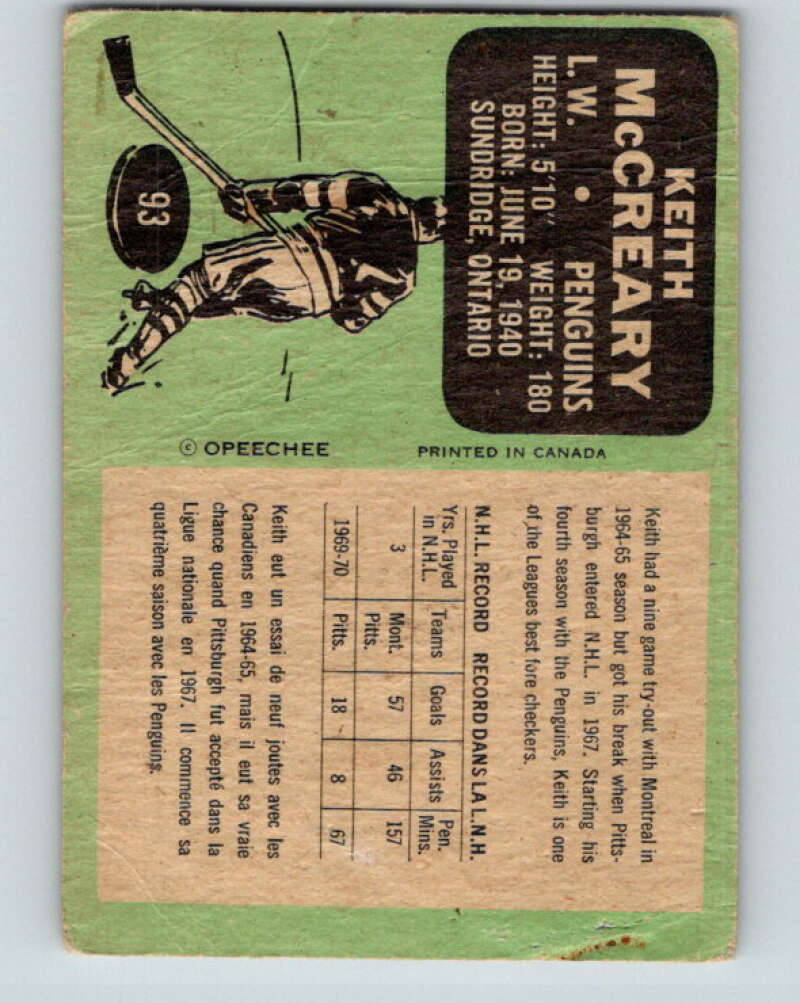 KEITH
McCREARY
L.W. • PENGUINS
HEIGHT: 5'10" WEIGHT: 180
BORN: JUNE 19, 1940
SUNDRIDGE, ONTARIO
93
© OPEECHEE PRINTED IN CANADA
Keith had a nine game try-out with Montreal in
1964-65 season but got his break when Pitts-
burgh entered N.H.L. in 1967. Starting his
fourth season with the Penguins, Keith is one
of the Leagues best fore checkers.
N.H.L. RECORD RECORD DANS LA L.N.H.
Yrs. Played in N.H.L. Teams Goals Assists Pen. Mins.
3 Mont. Pitts. 57 46 157
1969-70 Pitts. 18 8 67
Keith eut un essai de neuf joutes avec les
Canadiens en 1964-65, mais il eut sa vraie
chance quand Pittsburgh fut accepté dans la
Ligue nationale en 1967. Il commence sa
quatrième saison avec les Penguins.